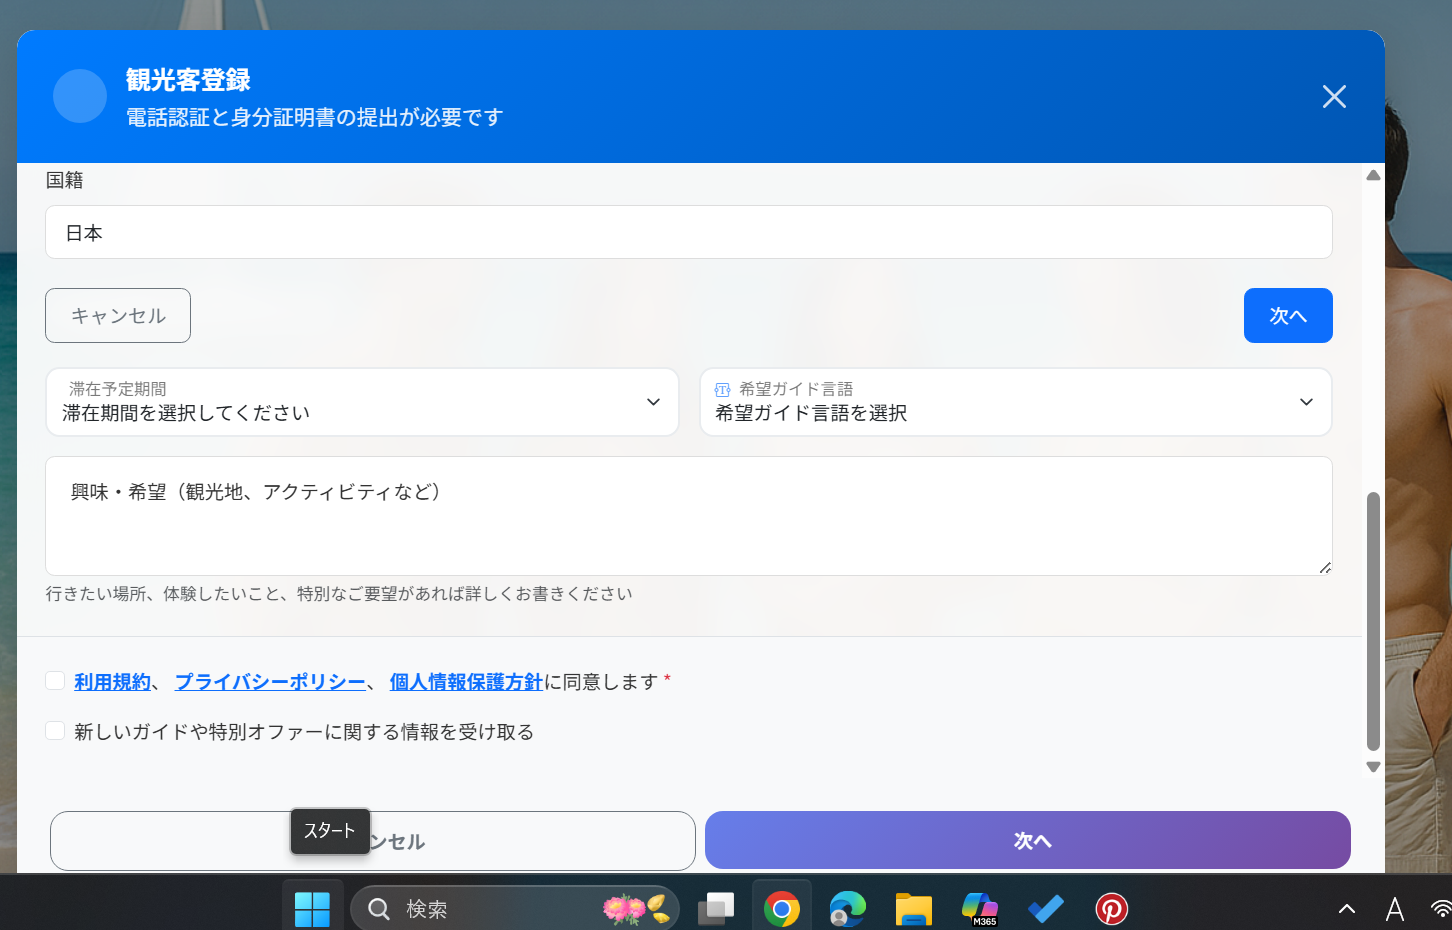 観光客登録
電話認証と身分証明書の提出が必要です
国籍
日本
キャンセル
次へ
滞在予定期間
滞在期間を選択してください
希望ガイド言語
希望ガイド言語を選択
興味・希望（観光地、アクティビティなど）
行きたい場所、体験したいこと、特別なご要望があれば詳しくお書きください
利用規約、 プライバシーポリシー、 個人情報保護方針に同意します *
新しいガイドや特別オファーに関する情報を受け取る
スタート
ンセル
次へ
検索
M365
A